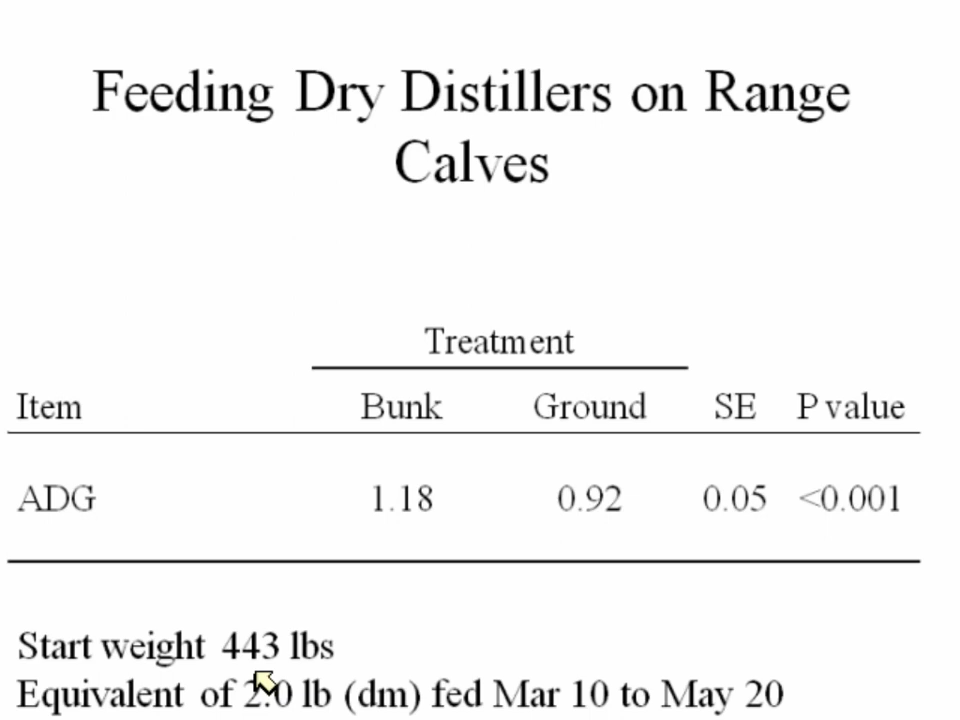 Feeding Dry Distillers on Range
Calves
Treatment
Item Bunk Ground SE P value
ADG 1.18 0.92 0.05 <0.001
Start weight 443 lbs
Equivalent of 2.0 lb (dm) fed Mar 10 to May 20